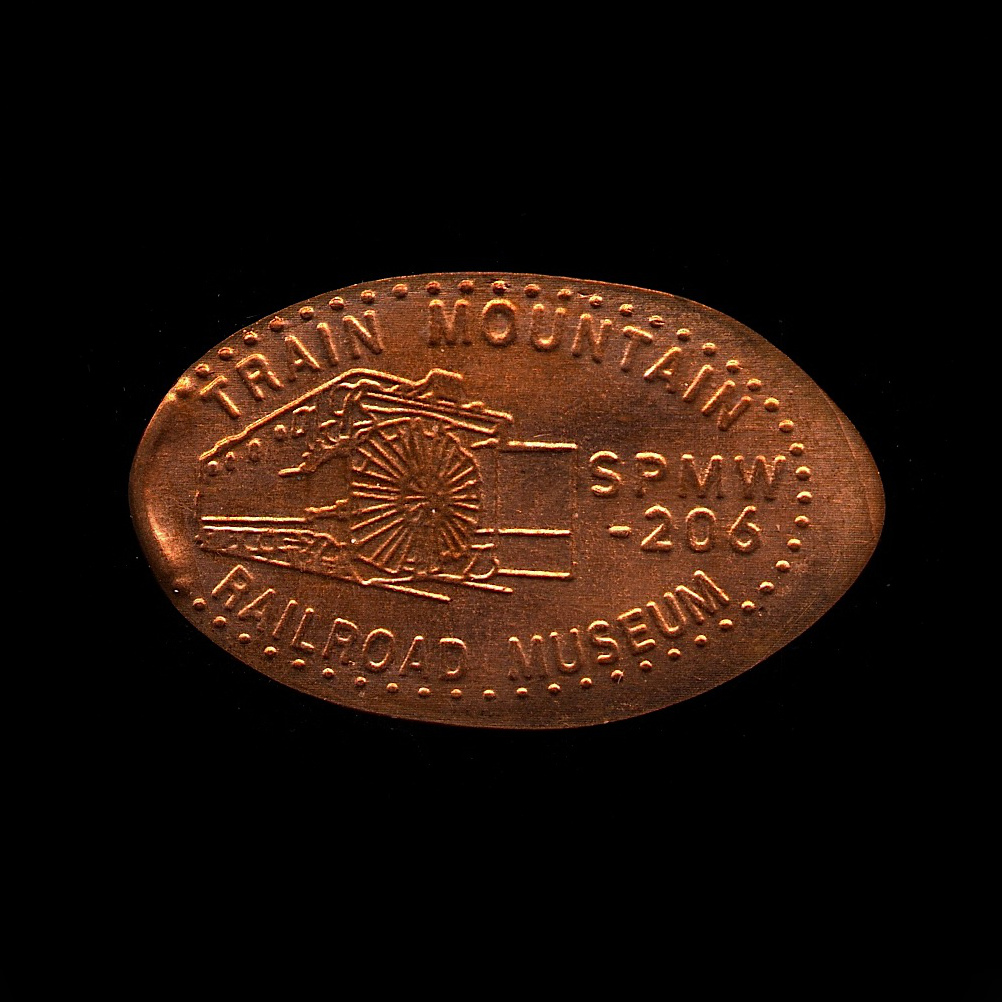 TRAIN MOUNTAIN
SPMW
-206
RAILROAD MUSEUM